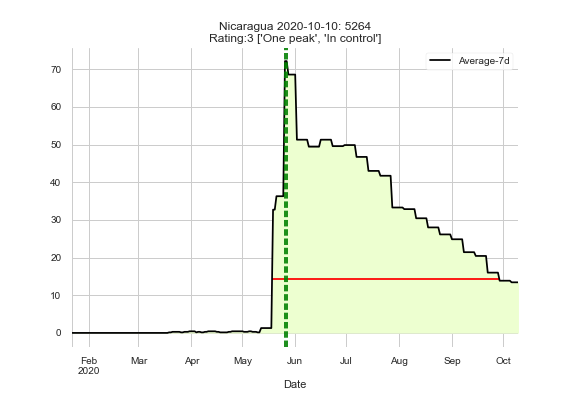 Nicaragua 2020-10-10: 5264
Rating:3 ['One peak', 'In control']
Average-7d
70
60
50
40
30
20
10
0
Feb Mar Apr May Jun Jul Aug Sep Oct
2020
Date